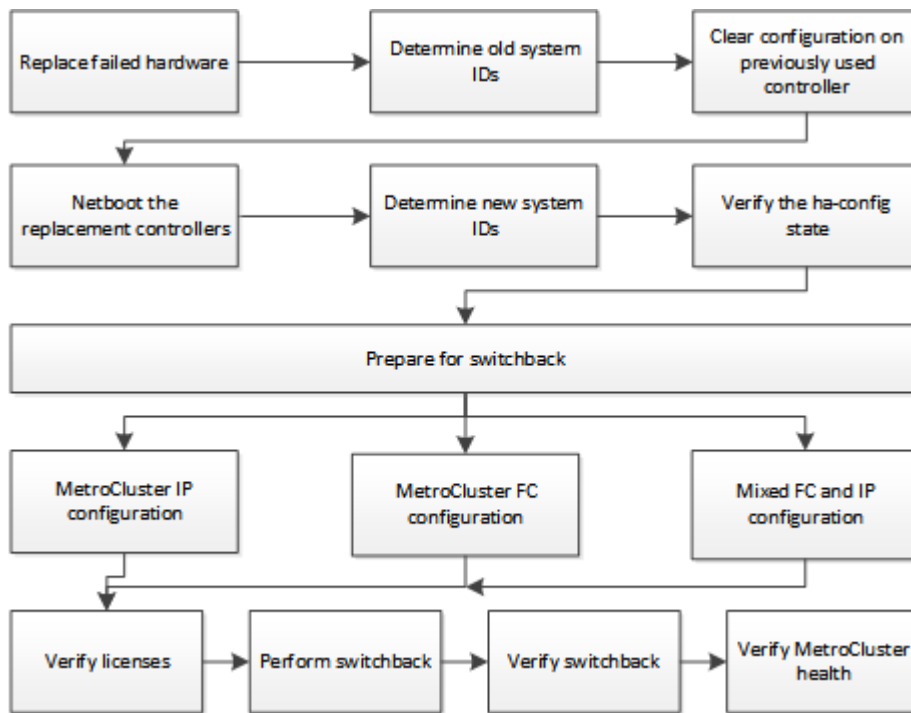 Replace failed hardware
Determine old system
IDs
Clear configuration on
previously used
controller
Netboot the
replacement controllers
Determine new system
IDs
Verify the ha-config
state
Prepare for switchback
MetroCluster IP
configuration
MetroCluster FC
configuration
Mixed FC and IP
configuration
Verify licenses
Perform switchback
Verify switchback
Verify MetroCluster
health